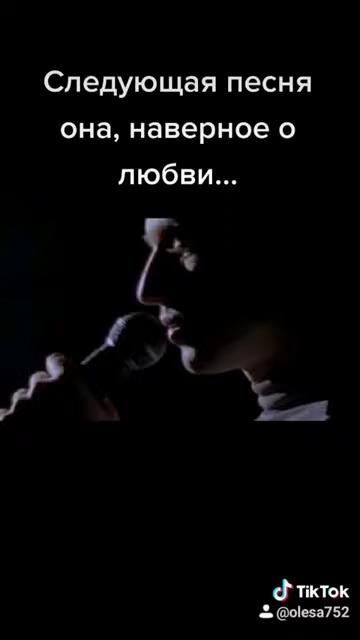 Следующая песня
она, наверное о
любви...
TikTok
@olesa752